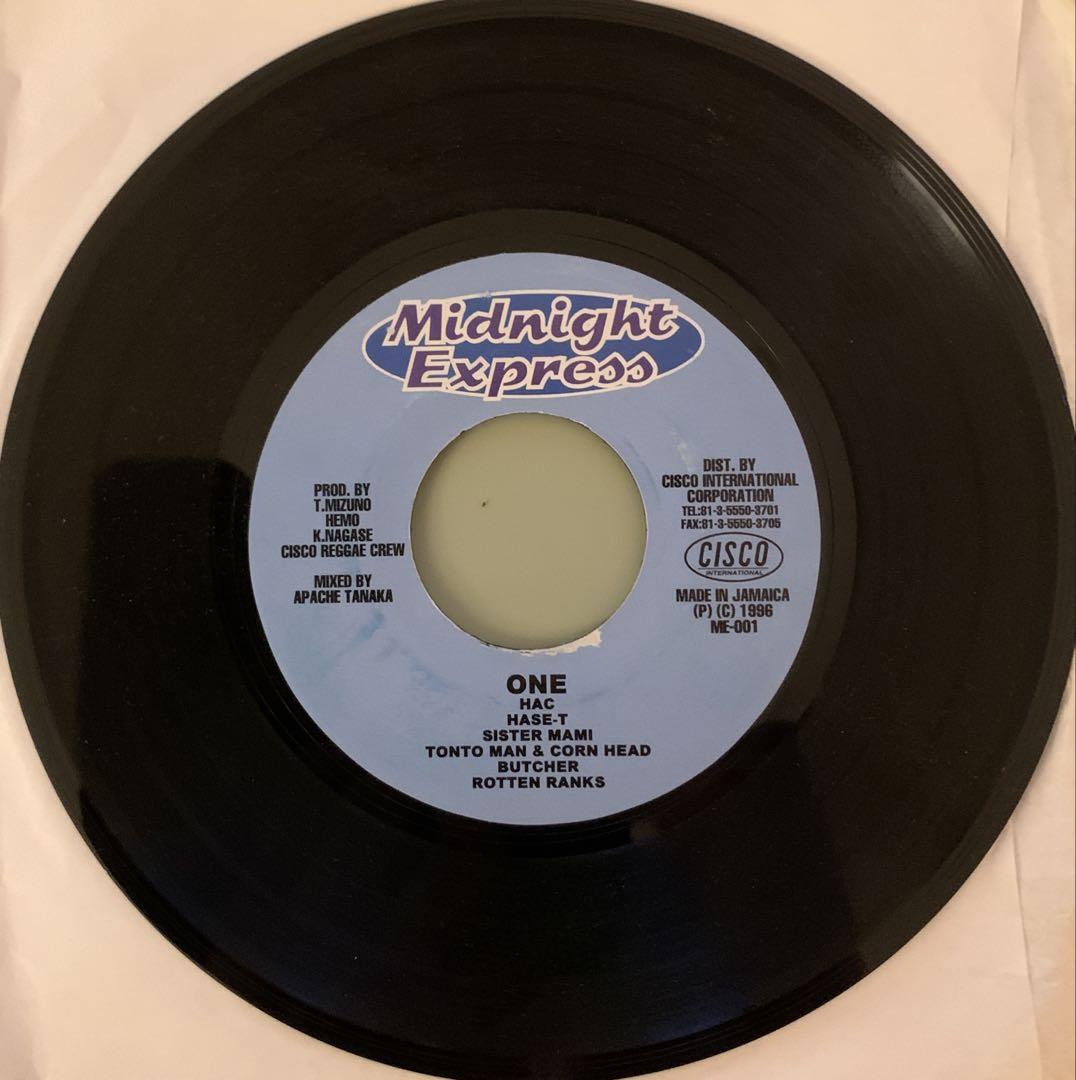 Midnight
Express
PROD. BY
T.MIZUNO
HEMO
K.NAGASE
CISCO REGGAE CREW
MIXED BY
APACHE TANAKA
DIST. BY
CISCO INTERNATIONAL
CORPORATION
TEL:81-3-5550-3701
FAX:81-3-5550-3705
CISCO
INTERNATIONAL
MADE IN JAMAICA
(P) (C) 1996
ME-001
ONE
HAC
HASE-T
SISTER MAMI
TONTO MAN & CORN HEAD
BUTCHER
ROTTEN RANKS